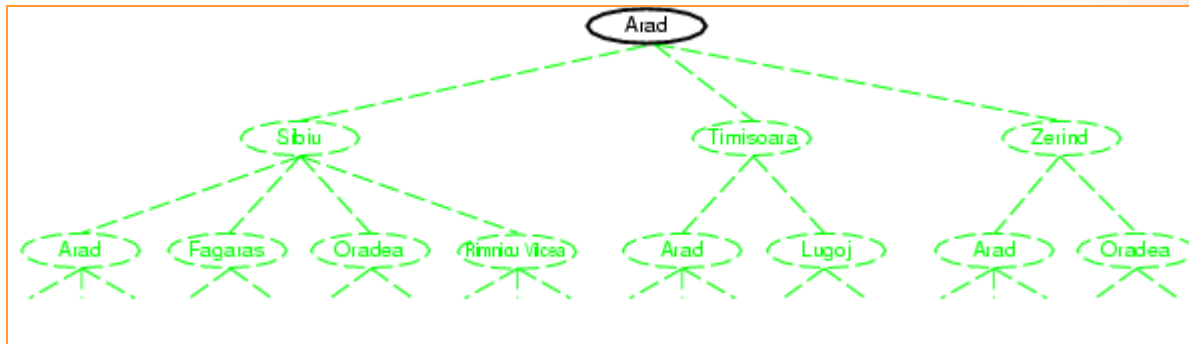 Arad
Sibiu Timisoara Zerind
Arad Fagaras Oradea Rimnicu Vilcea Arad Lugoj Arad Oradea